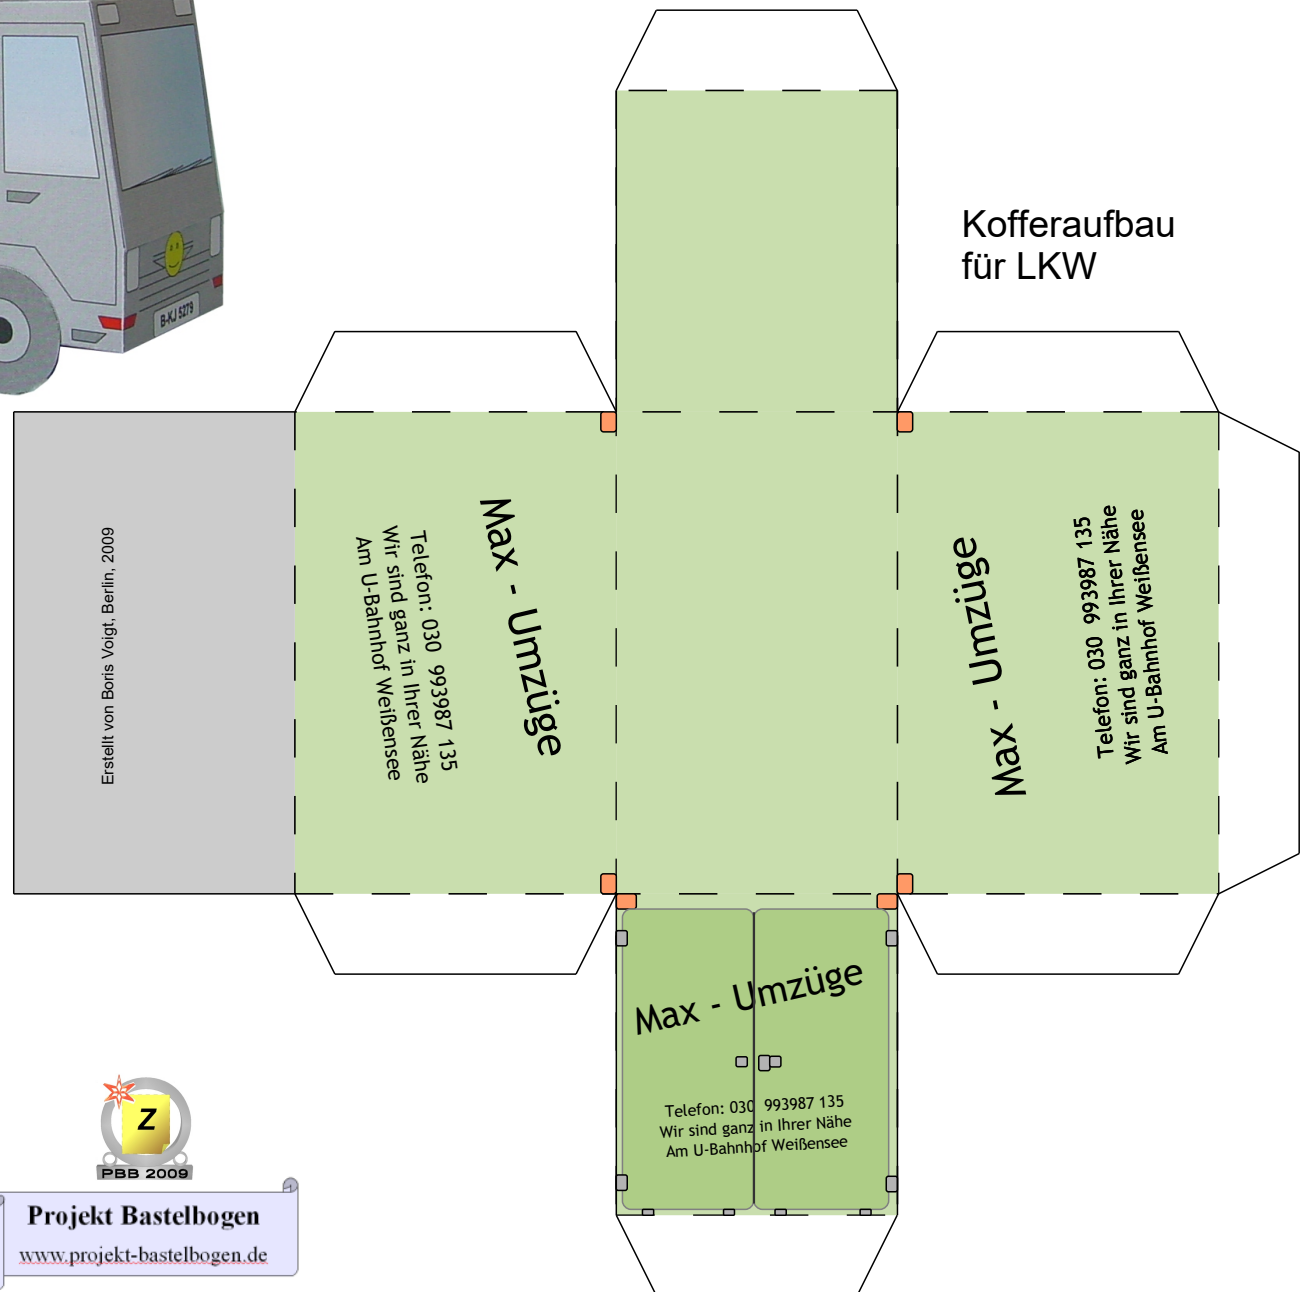 B-KJ 5279
Kofferaufbau
für LKW
Erstellt von Boris Voigt, Berlin, 2009
Max - Umzüge
Telefon: 030 993987 135
Wir sind ganz in Ihrer Nähe
Am U-Bahnhof Weißensee
Max - Umzüge
Telefon: 030 993987 135
Wir sind ganz in Ihrer Nähe
Am U-Bahnhof Weißensee
Max - Umzüge
Telefon: 030 993987 135
Wir sind ganz in Ihrer Nähe
Am U-Bahnhof Weißensee
Z
PBB 2009
Projekt Bastelbogen
www.projekt-bastelbogen.de